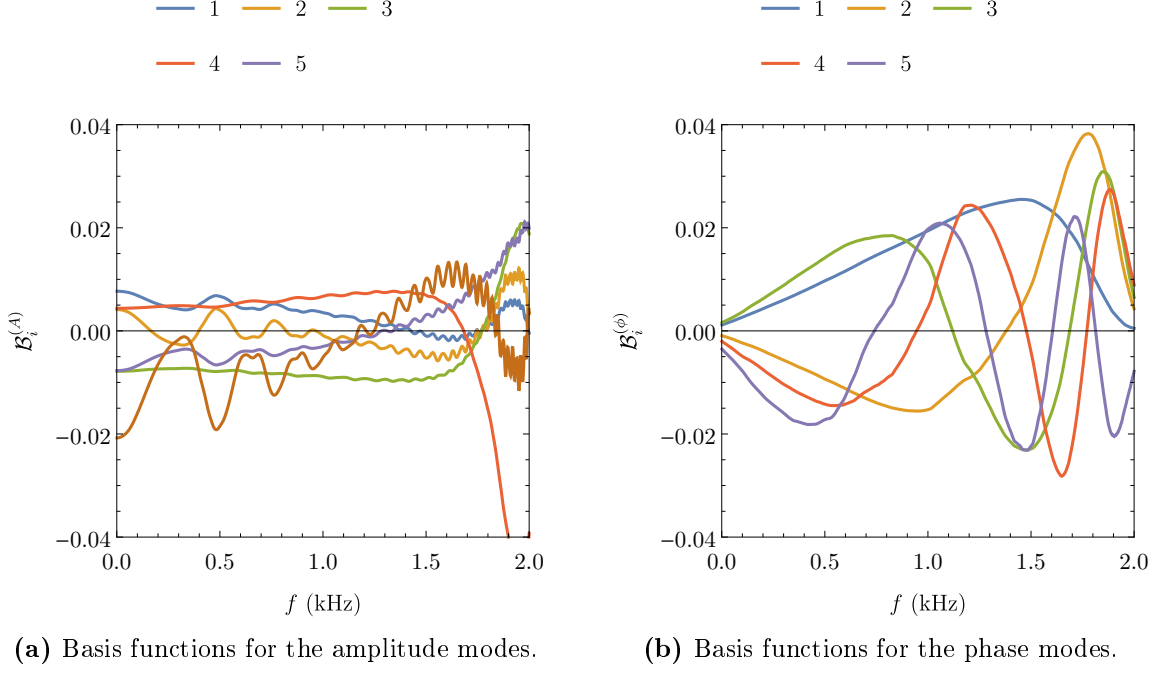 1 2 3
4 5
0.04
0.02
0.00
−0.02
−0.04
0.0 0.5 1.0 1.5 2.0
ℬᵢ⁽ᴬ⁾
f (kHz)
(a) Basis functions for the amplitude modes.
1 2 3
4 5
0.04
0.02
0.00
−0.02
−0.04
0.0 0.5 1.0 1.5 2.0
ℬᵢ⁽ᶲ⁾
f (kHz)
(b) Basis functions for the phase modes.